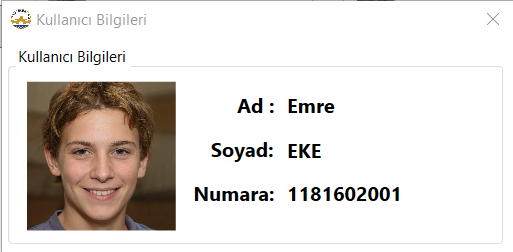 Kullanıcı Bilgileri
Kullanıcı Bilgileri
Ad : Emre
Soyad: EKE
Numara: 1181602001